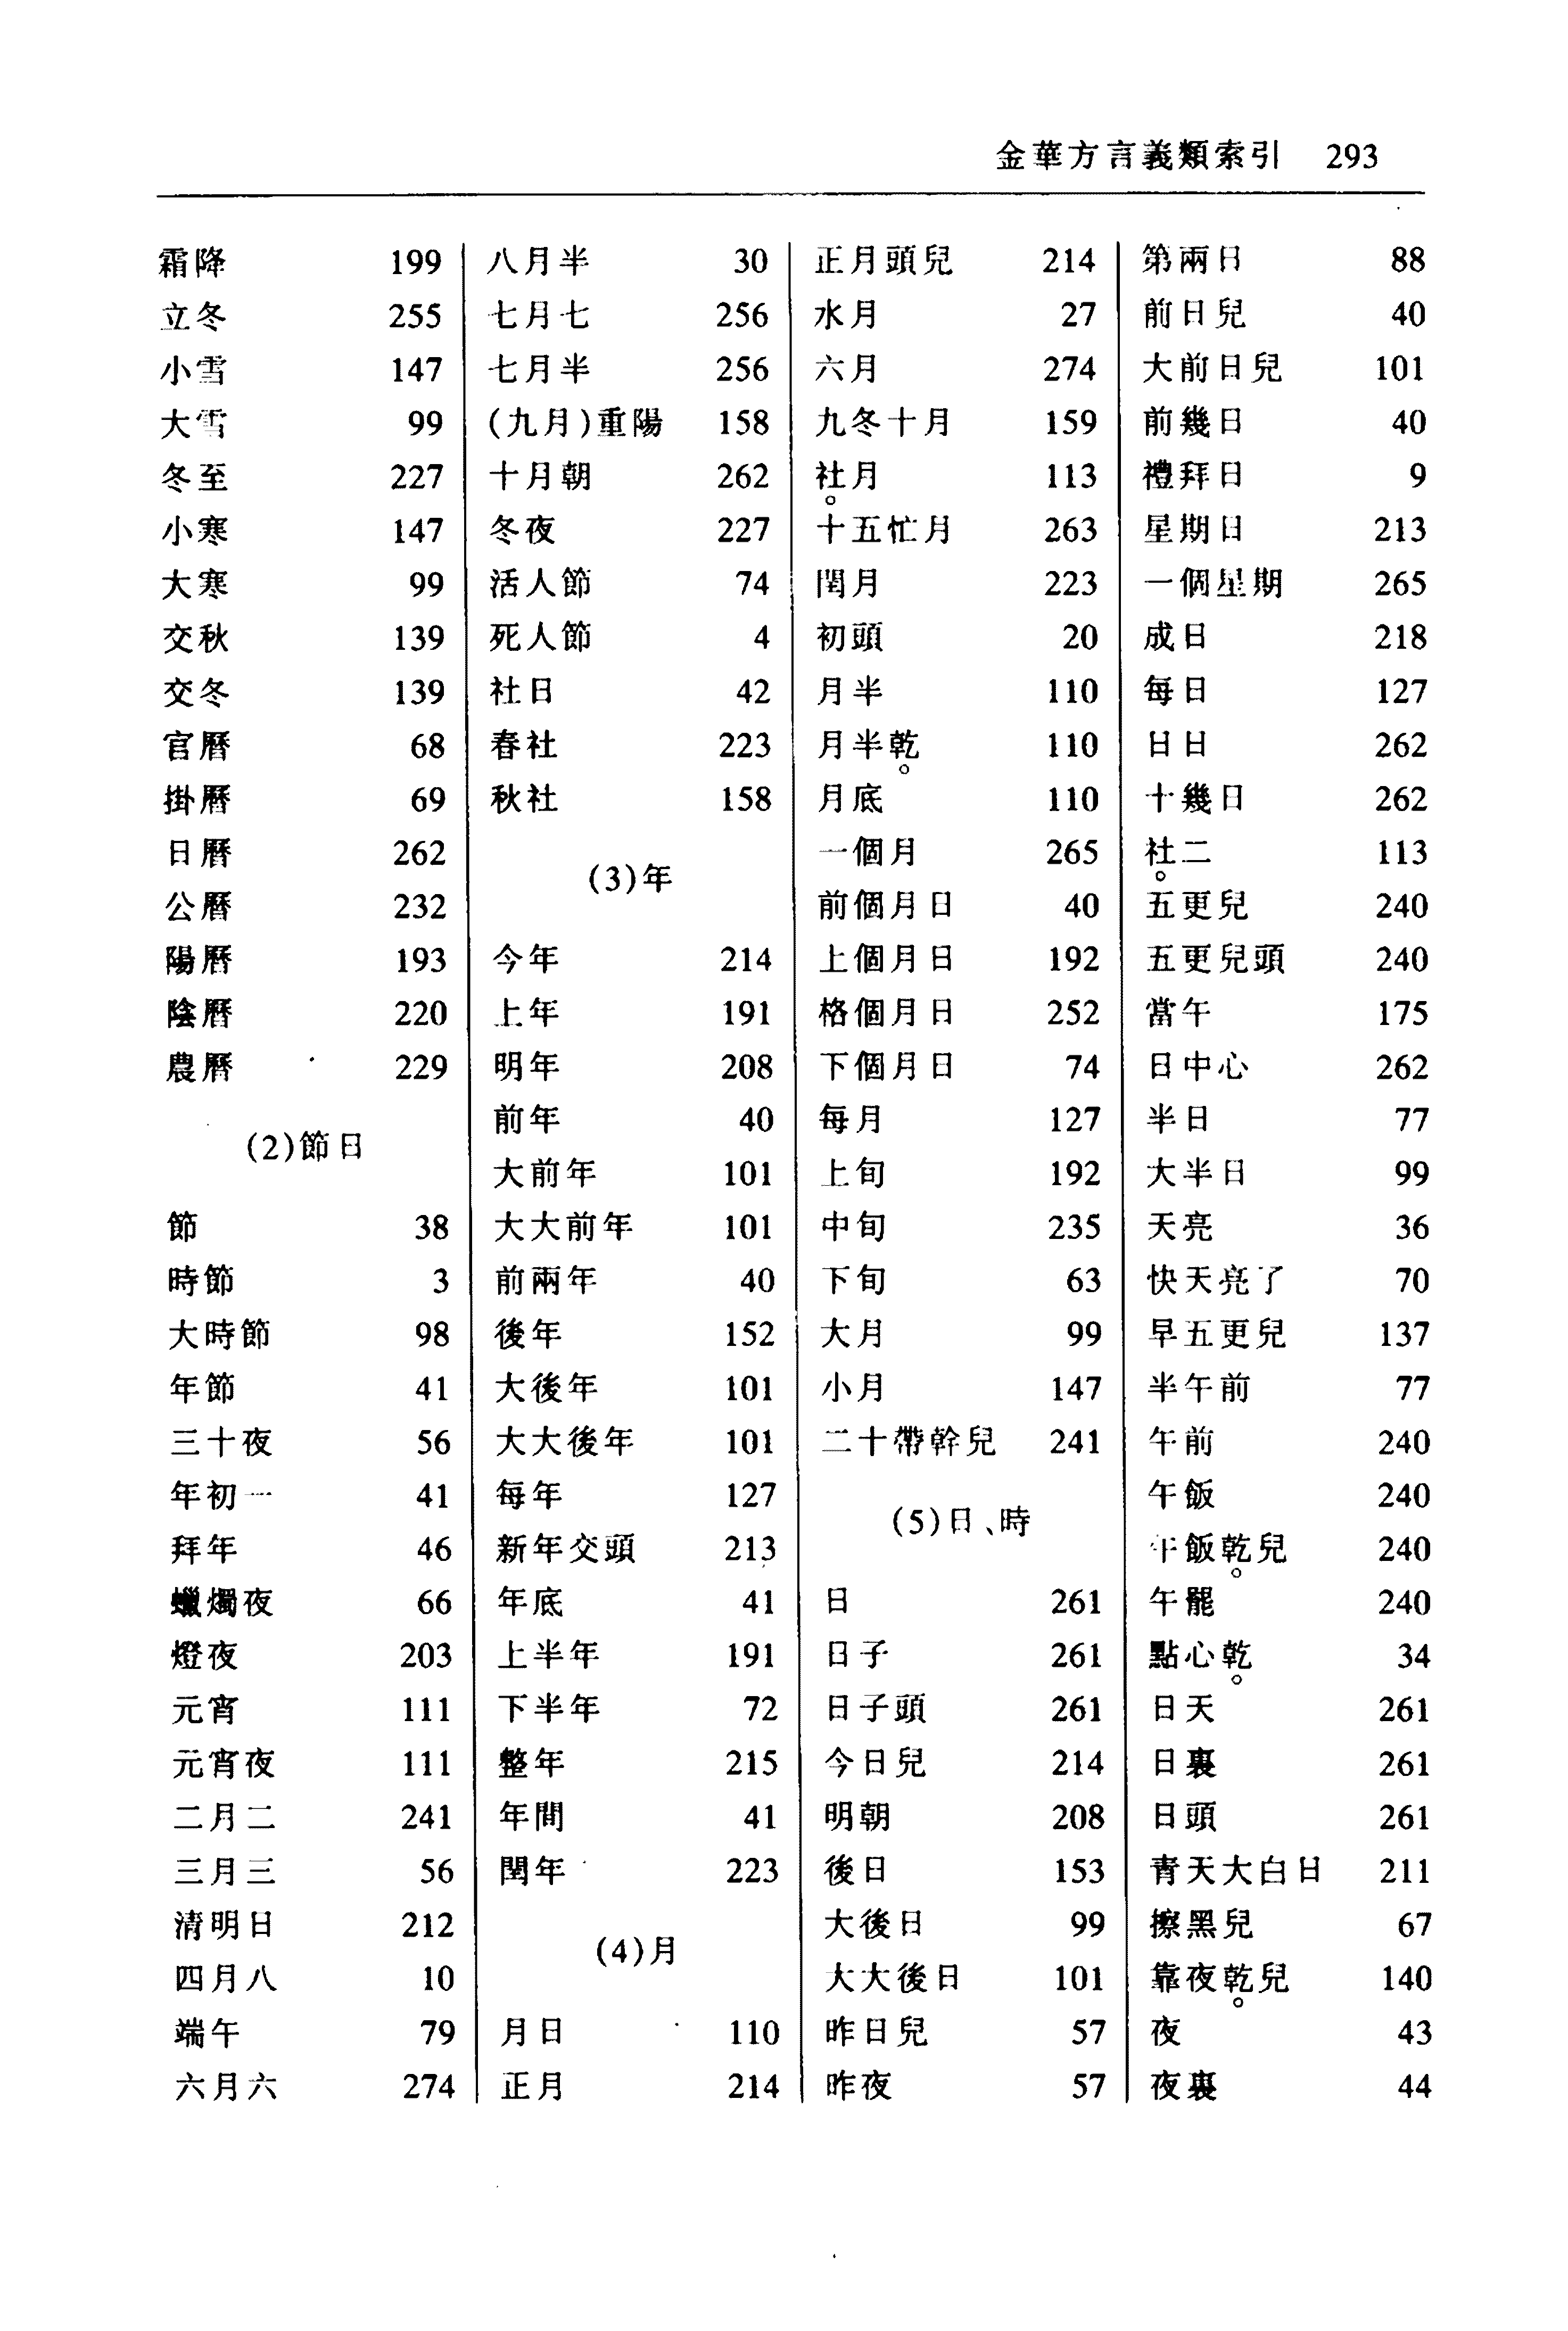 金華方言義類索引 293
霜降 199
立冬 255
小雪 147
大雪 99
冬至 227
小寒 147
大寒 99
交秋 139
交冬 139
官曆 68
掛曆 69
日曆 262
公曆 232
陽曆 193
陰曆 220
農曆 229
(2)節日
節 38
時節 3
大時節 98
年節 41
三十夜 56
年初一 41
拜年 46
蠟燭夜 66
燈夜 203
元宵 111
元宵夜 111
二月二 241
三月三 56
清明日 212
四月八 10
端午 79
六月六 274
八月半 30
七月七 256
七月半 256
(九月)重陽 158
十月朝 262
冬夜 227
活人節 74
死人節 4
社日 42
春社 223
秋社 158
(3)年
今年 214
上年 191
明年 208
前年 40
大前年 101
大大前年 101
前兩年 40
後年 152
大後年 101
大大後年 101
每年 127
新年交頭 213
年底 41
上半年 191
下半年 72
整年 215
年間 41
閏年 223
(4)月
月日 110
正月 214
正月頭兒 214
水月 27
六月 274
九冬十月 159
社。月 113
十五忙月 263
閏月 223
初頭 20
月半 110
月半乾。 110
月底 110
一個月 265
前個月日 40
上個月日 192
格個月日 252
下個月日 74
每月 127
上旬 192
中旬 235
下旬 63
大月 99
小月 147
二十帶幹兒 241
(5)日、時
日 261
日子 261
日子頭 261
今日兒 214
明朝 208
後日 153
大後日 99
大大後日 101
昨日兒 57
昨夜 57
第兩日 88
前日兒 40
大前日兒 101
前幾日 40
禮拜日 9
星期日 213
一個星期 265
成日 218
每日 127
日日 262
十幾日 262
社。二 113
五更兒 240
五更兒頭 240
當午 175
日中心 262
半日 77
大半日 99
天亮 36
快天亮了 70
早五更兒 137
半午前 77
午前 240
午飯 240
午飯乾。兒 240
午罷 240
點心乾。 34
日天 261
日裏 261
日頭 261
青天大白日 211
擦黑兒 67
靠夜乾。兒 140
夜 43
夜裏 44